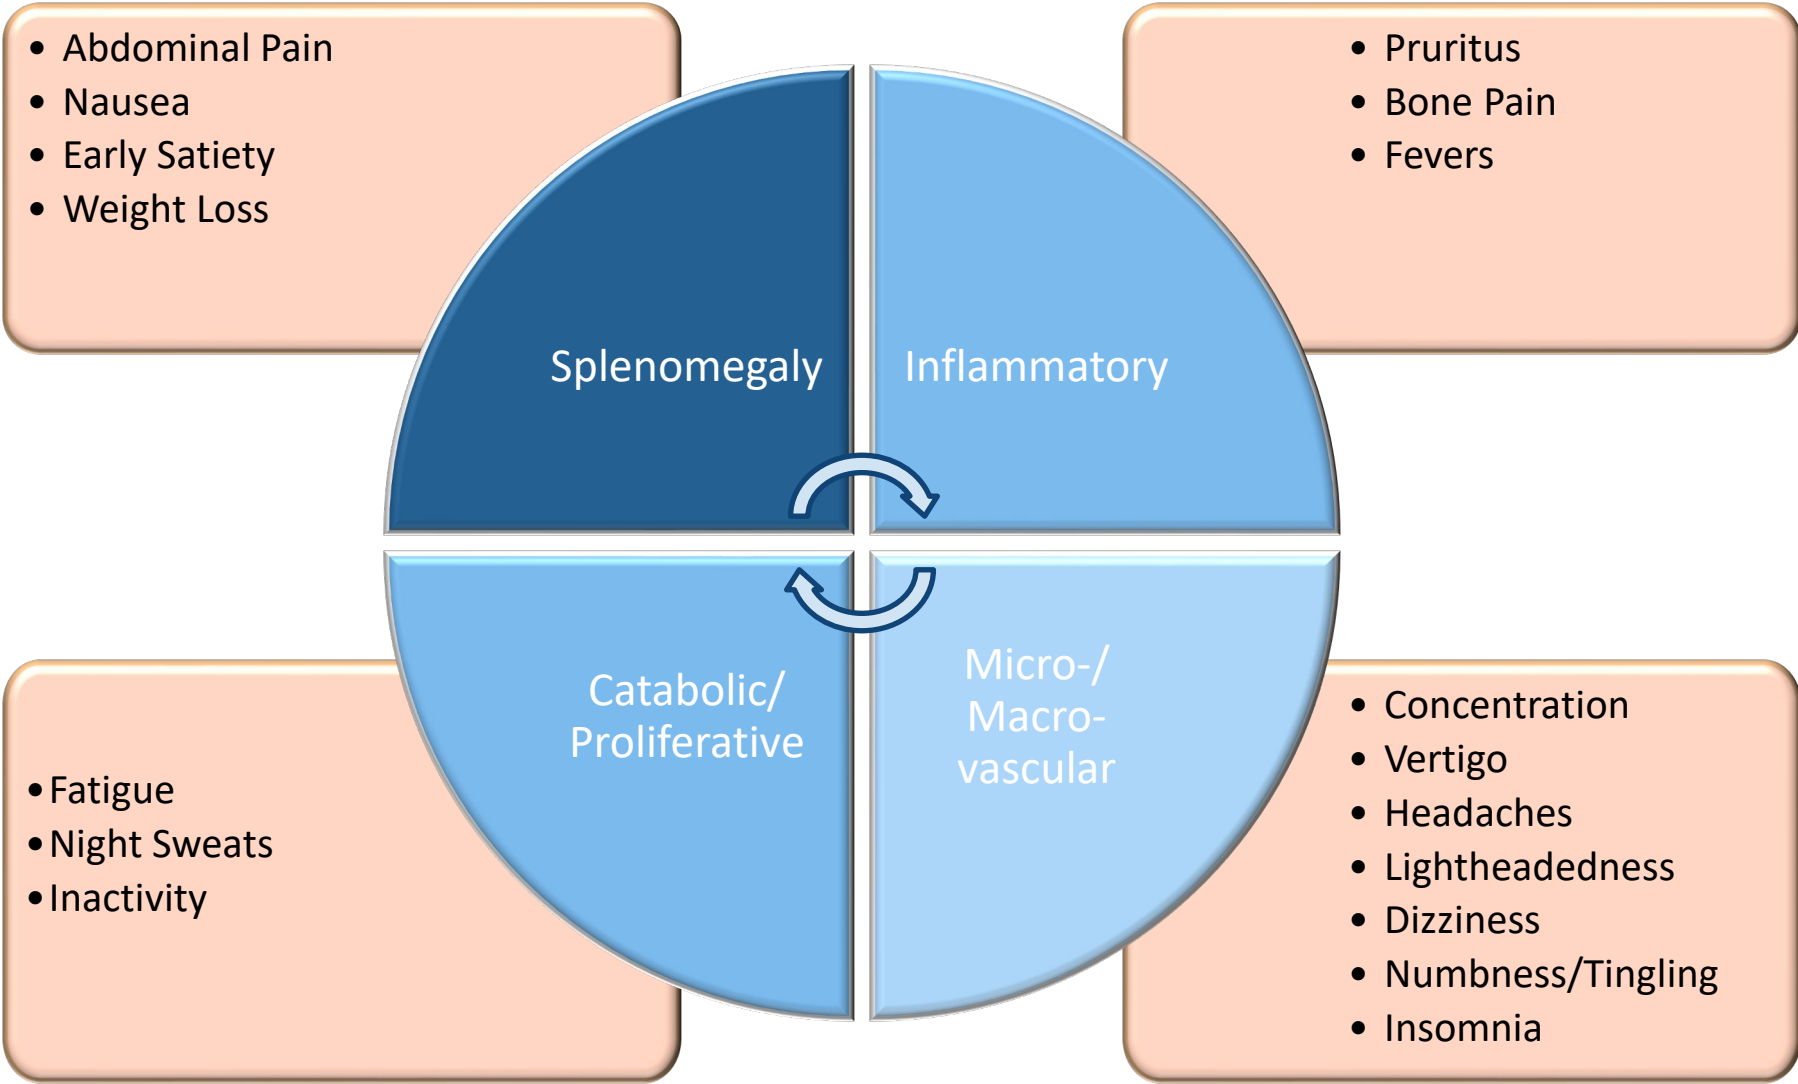 • Abdominal Pain
• Nausea
• Early Satiety
• Weight Loss
• Pruritus
• Bone Pain
• Fevers
Splenomegaly
Inflammatory
Catabolic/
Proliferative
Micro-/
Macro-
vascular
• Fatigue
• Night Sweats
• Inactivity
• Concentration
• Vertigo
• Headaches
• Lightheadedness
• Dizziness
• Numbness/Tingling
• Insomnia